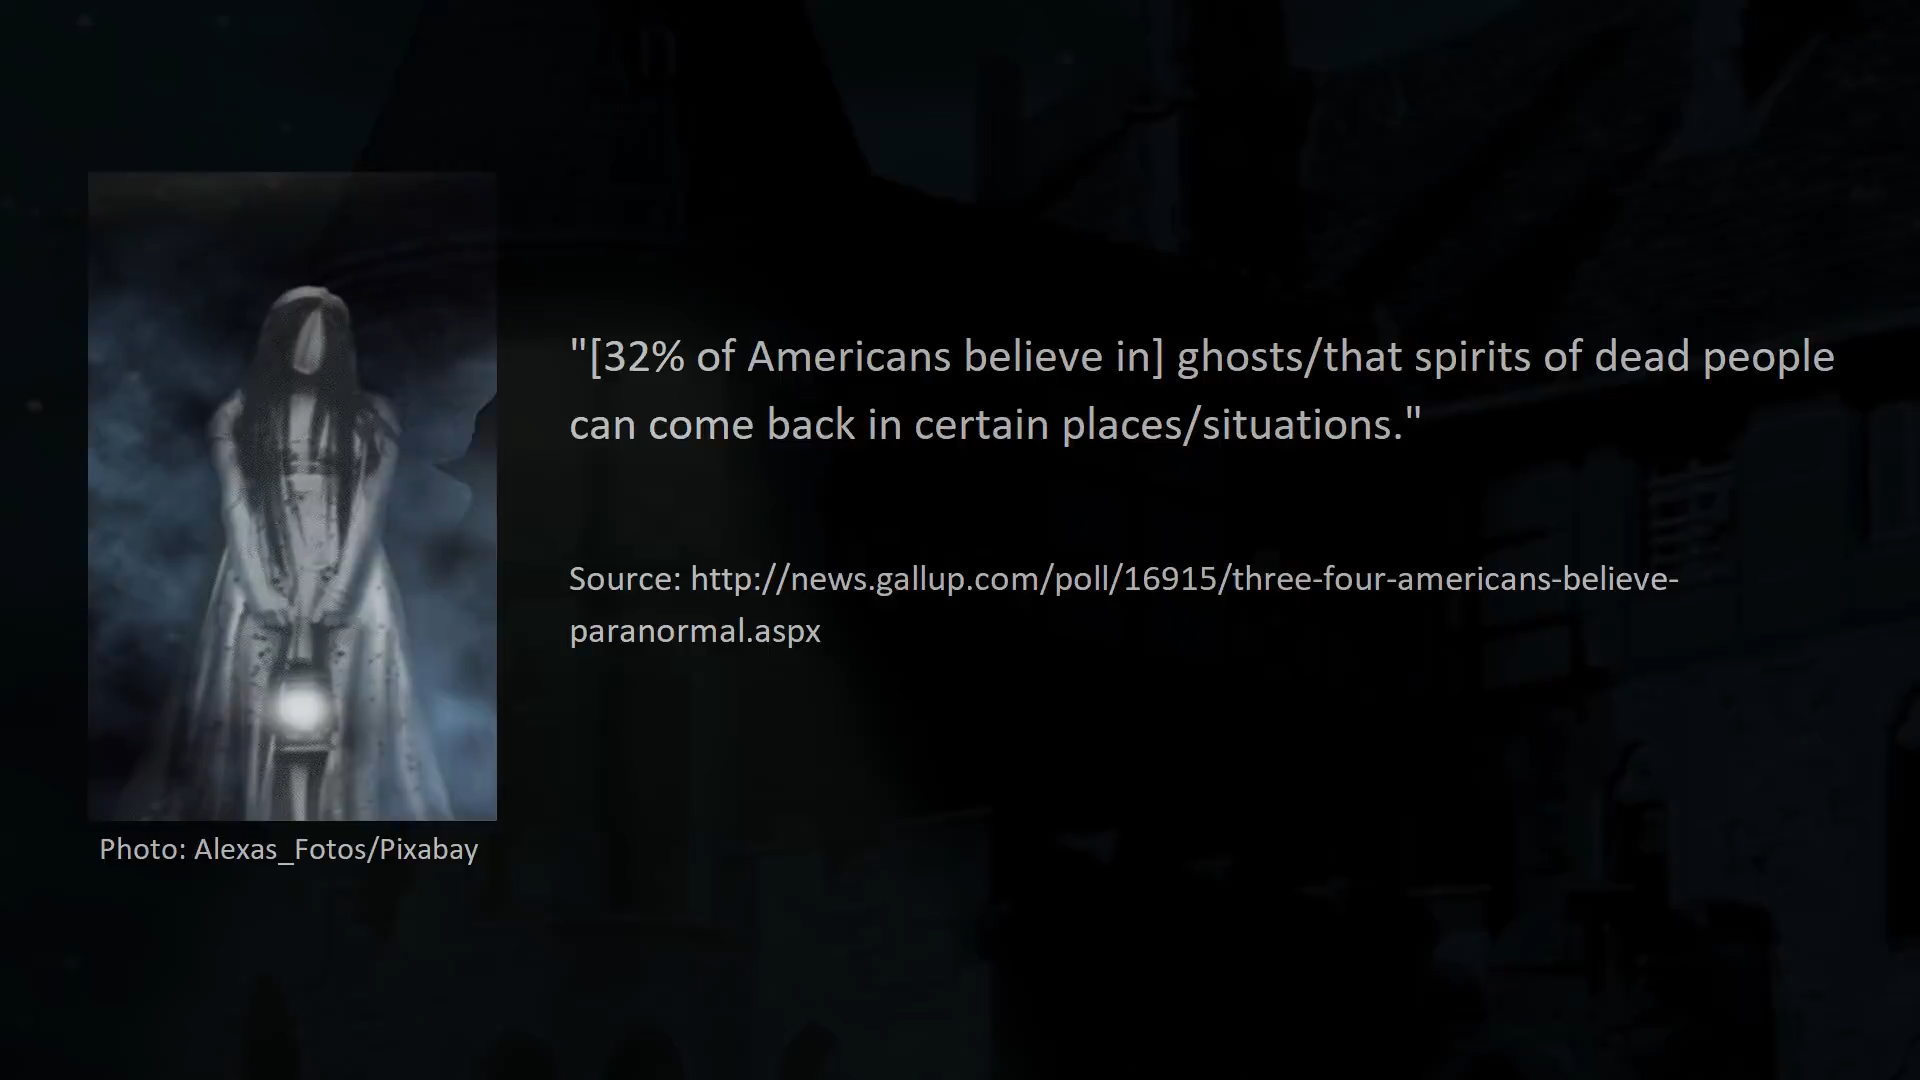 "[32% of Americans believe in] ghosts/that spirits of dead people
can come back in certain places/situations."
Source: http://news.gallup.com/poll/16915/three-four-americans-believe-
paranormal.aspx
Photo: Alexas_Fotos/Pixabay